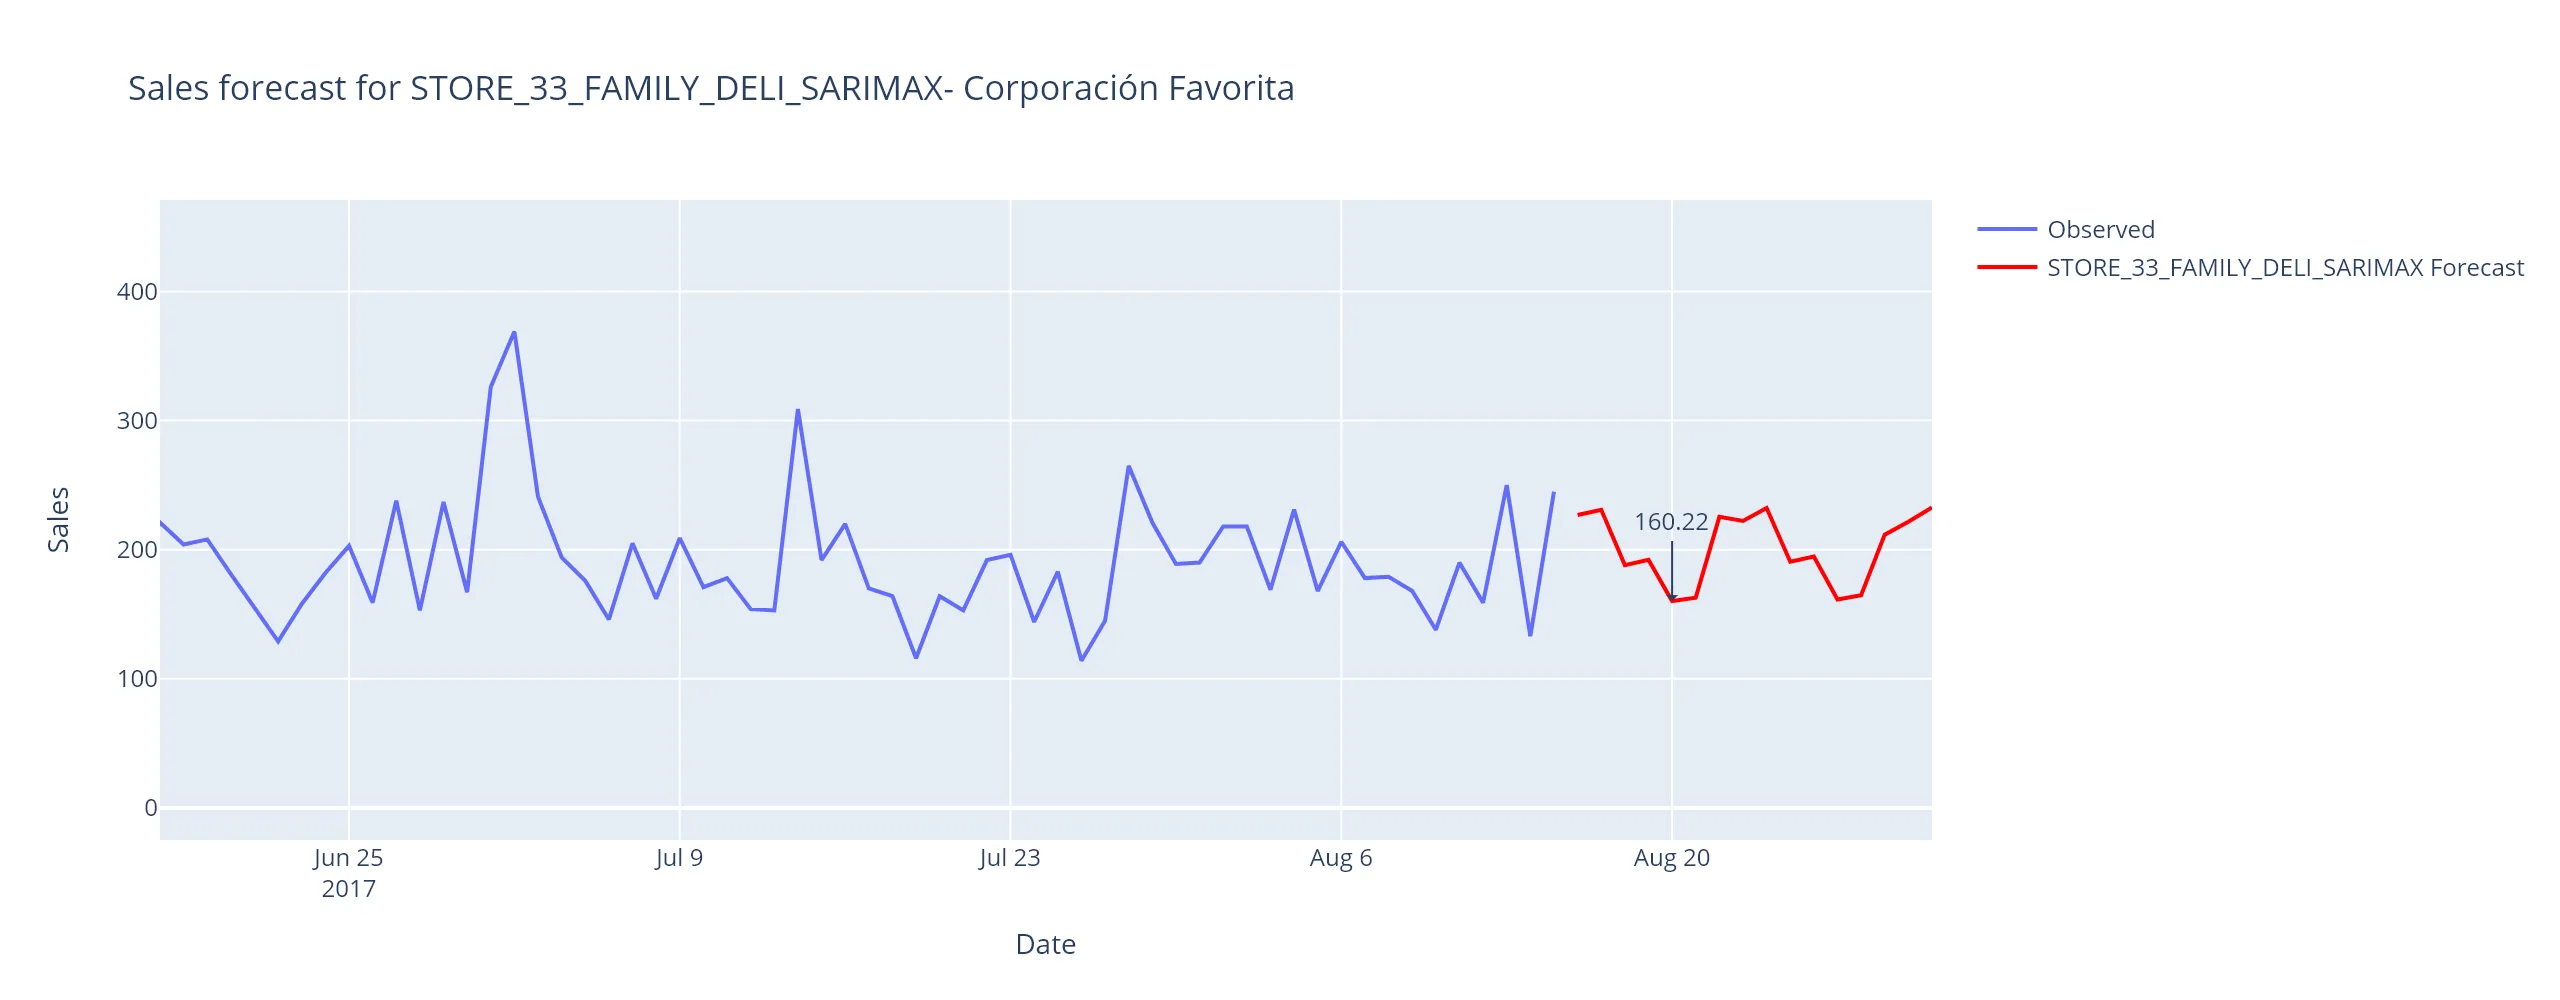 Sales forecast for STORE_33_FAMILY_DELI_SARIMAX- Corporación Favorita
Observed
STORE_33_FAMILY_DELI_SARIMAX Forecast
400
300
200
100
0
Sales
160.22
Jun 25
2017
Jul 9
Jul 23
Aug 6
Aug 20
Date